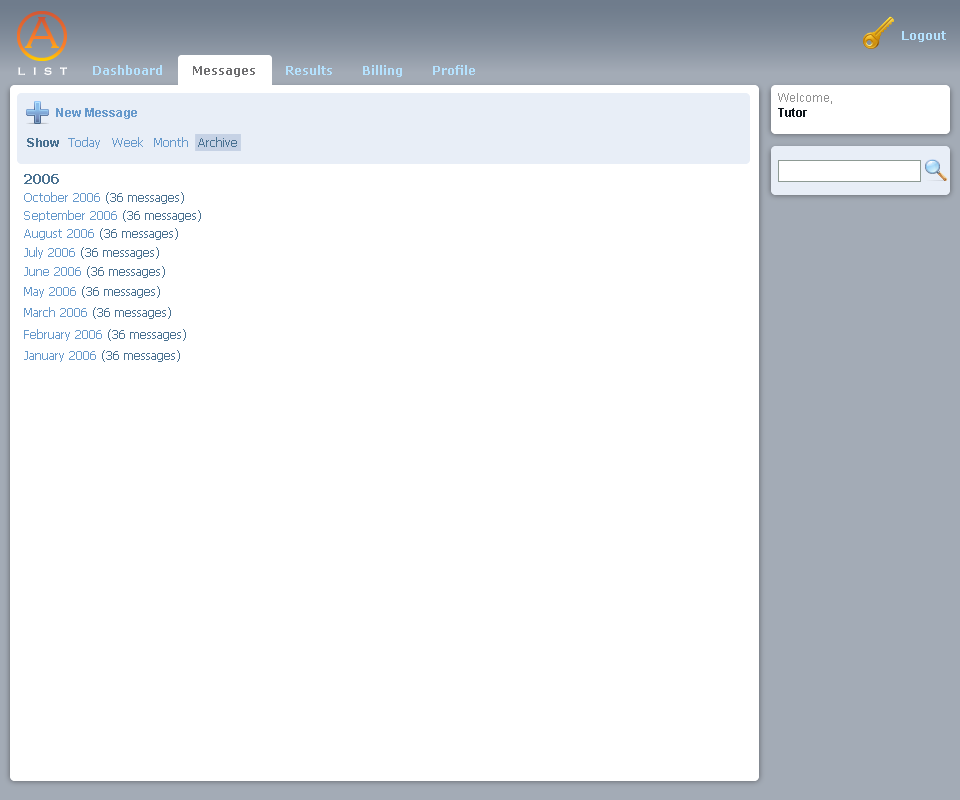 A
LIST
Dashboard Messages Results Billing Profile
Logout
New Message
Show Today Week Month Archive
2006
October 2006 (36 messages)
September 2006 (36 messages)
August 2006 (36 messages)
July 2006 (36 messages)
June 2006 (36 messages)
May 2006 (36 messages)
March 2006 (36 messages)
February 2006 (36 messages)
January 2006 (36 messages)
Welcome,
Tutor